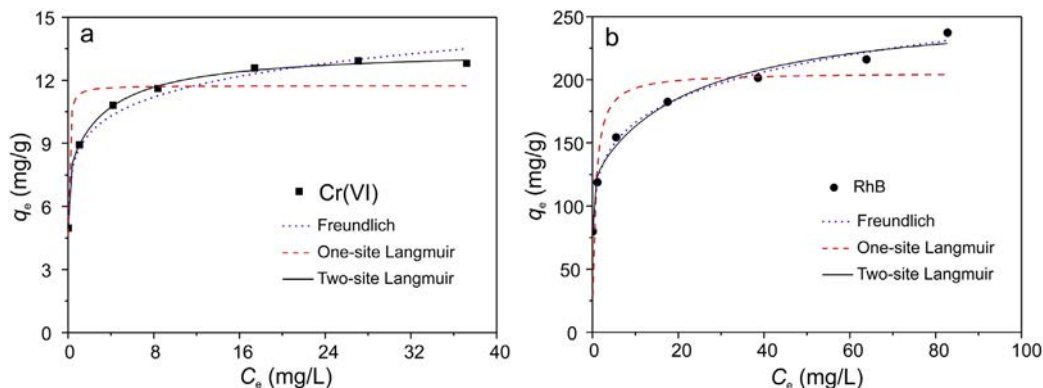 a
15
12
9
6
3
0
qe (mg/g)
Cr(VI)
Freundlich
One-site Langmuir
Two-site Langmuir
0 8 16 24 32 40
Ce (mg/L)
b
250
200
150
100
50
0
qe (mg/g)
RhB
Freundlich
One-site Langmuir
Two-site Langmuir
0 20 40 60 80 100
Ce (mg/L)